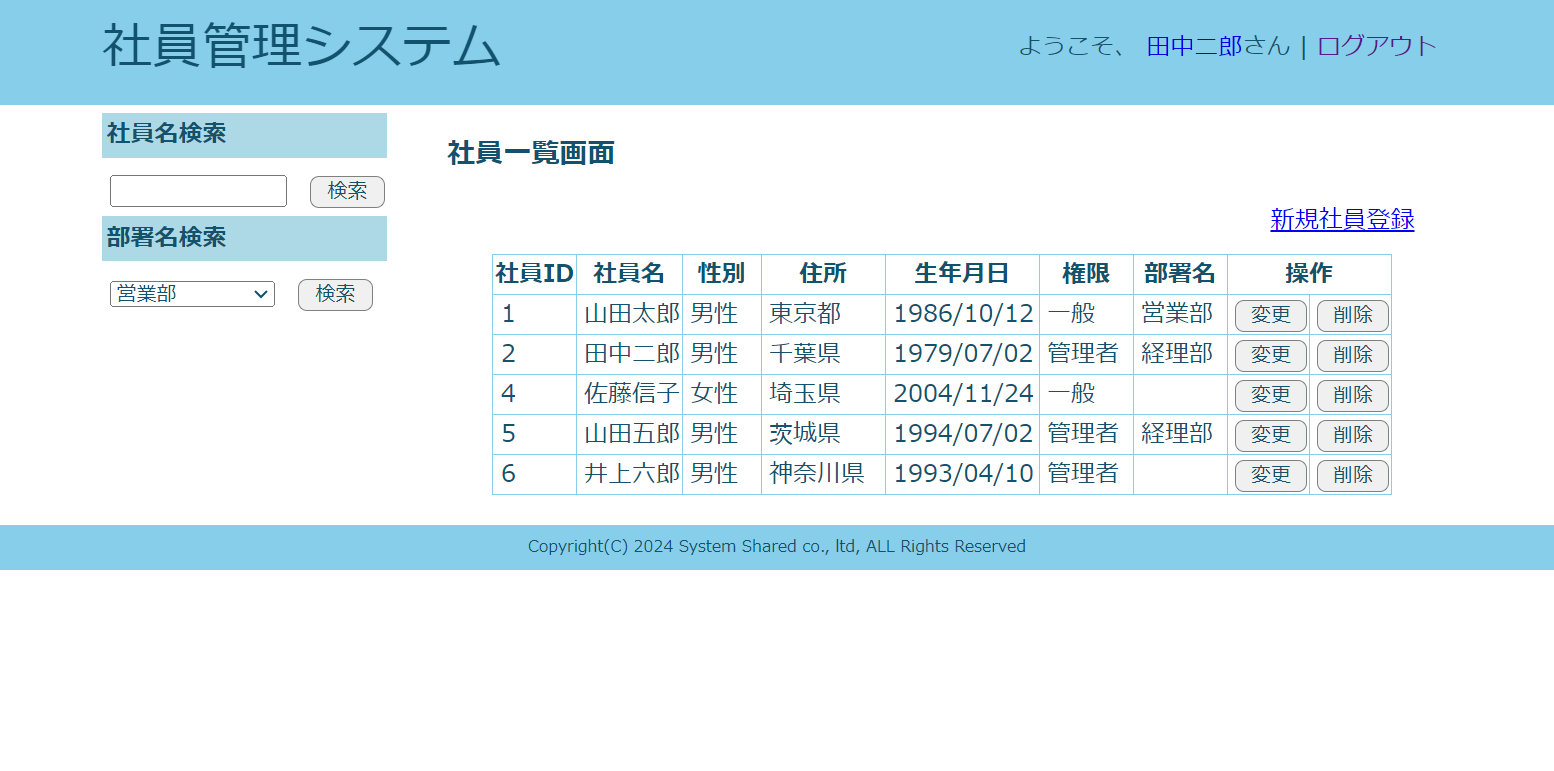 社員管理システム
ようこそ、 田中二郎さん | ログアウト
社員名検索
検索
部署名検索
営業部 検索
社員一覧画面
新規社員登録
社員ID 社員名 性別 住所 生年月日 権限 部署名 操作
1 山田太郎 男性 東京都 1986/10/12 一般 営業部 変更 削除
2 田中二郎 男性 千葉県 1979/07/02 管理者 経理部 変更 削除
4 佐藤信子 女性 埼玉県 2004/11/24 一般 変更 削除
5 山田五郎 男性 茨城県 1994/07/02 管理者 経理部 変更 削除
6 井上六郎 男性 神奈川県 1993/04/10 管理者 変更 削除
Copyright(C) 2024 System Shared co., ltd, ALL Rights Reserved